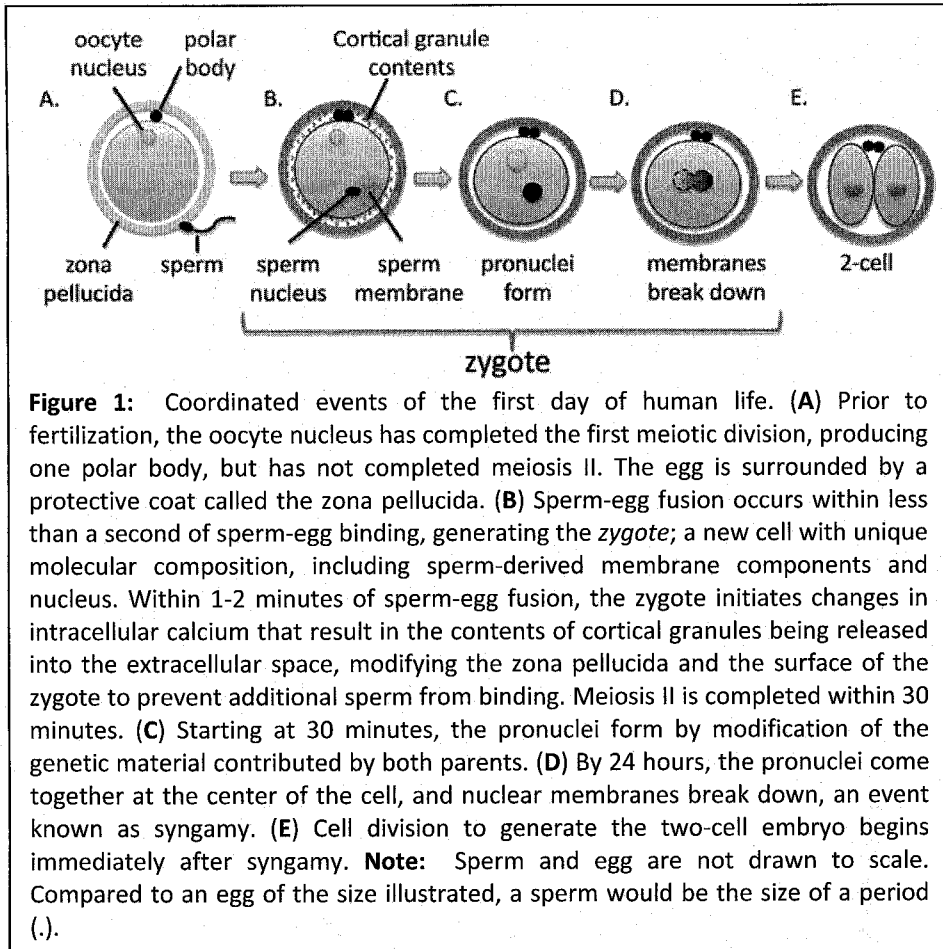 oocyte nucleus
polar body
Cortical granule contents
A.
B.
C.
D.
E.
zona pellucida
sperm
sperm nucleus
sperm membrane
pronuclei form
membranes break down
2-cell
zygote
Figure 1: Coordinated events of the first day of human life. (A) Prior to
fertilization, the oocyte nucleus has completed the first meiotic division, producing
one polar body, but has not completed meiosis II. The egg is surrounded by a
protective coat called the zona pellucida. (B) Sperm-egg fusion occurs within less
than a second of sperm-egg binding, generating the zygote; a new cell with unique
molecular composition, including sperm-derived membrane components and
nucleus. Within 1-2 minutes of sperm-egg fusion, the zygote initiates changes in
intracellular calcium that result in the contents of cortical granules being released
into the extracellular space, modifying the zona pellucida and the surface of the
zygote to prevent additional sperm from binding. Meiosis II is completed within 30
minutes. (C) Starting at 30 minutes, the pronuclei form by modification of the
genetic material contributed by both parents. (D) By 24 hours, the pronuclei come
together at the center of the cell, and nuclear membranes break down, an event
known as syngamy. (E) Cell division to generate the two-cell embryo begins
immediately after syngamy. Note: Sperm and egg are not drawn to scale.
Compared to an egg of the size illustrated, a sperm would be the size of a period
(.).